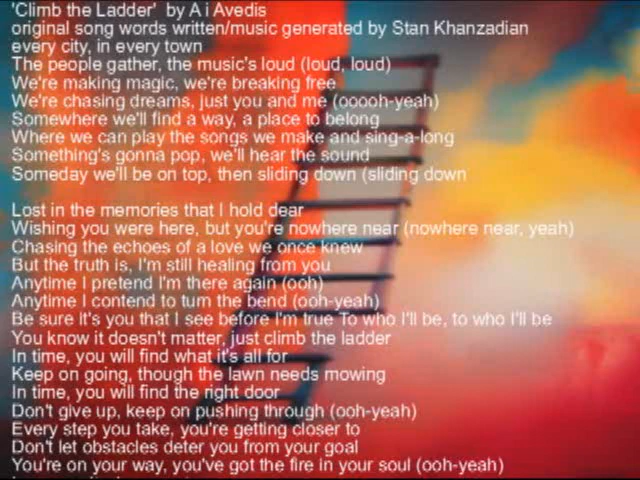 'Climb the Ladder'  by A i Avedis
original song words written/music generated by Stan Khanzadian
every city, in every town
The people gather, the music's loud (loud, loud)
We're making magic, we're breaking free
We're chasing dreams, just you and me (ooooh-yeah)
Somewhere we'll find a way, a place to belong
Where we can play the songs we make and sing-a-long
Something's gonna pop, we'll hear the sound
Someday we'll be on top, then sliding down (sliding down
Lost in the memories that I hold dear
Wishing you were here, but you're nowhere near (nowhere near, yeah)
Chasing the echoes of a love we once knew
But the truth is, I'm still healing from you
Anytime I pretend I'm there again (ooh)
Anytime I contend to turn the bend (ooh-yeah)
Be sure it's you that I see before I'm true To who I'll be, to who I'll be
You know it doesn't matter, just climb the ladder
In time, you will find what it's all for
Keep on going, though the lawn needs mowing
In time, you will find the right door
Don't give up, keep on pushing through (ooh-yeah)
Every step you take, you're getting closer to
Don't let obstacles deter you from your goal
You're on your way, you've got the fire in your soul (ooh-yeah)